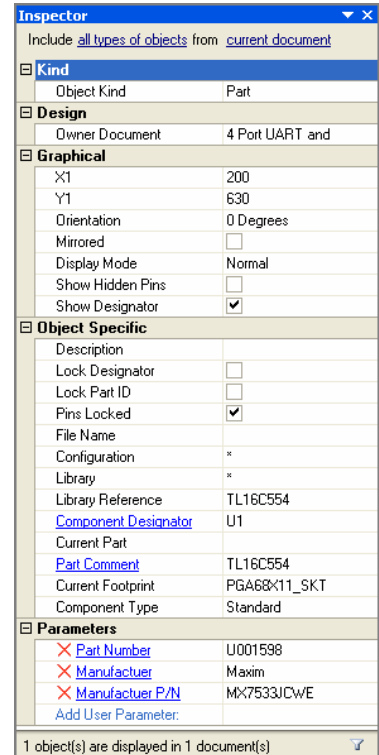 Inspector
Include all types of objects from current document
Kind
Object Kind Part
Design
Owner Document 4 Port UART and
Graphical
X1 200
Y1 630
Orientation 0 Degrees
Mirrored
Display Mode Normal
Show Hidden Pins
Show Designator
Object Specific
Description
Lock Designator
Lock Part ID
Pins Locked
File Name
Configuration *
Library *
Library Reference TL16C554
Component Designator U1
Current Part
Part Comment TL16C554
Current Footprint PGA68X11_SKT
Component Type Standard
Parameters
Part Number U001598
Manufactuer Maxim
Manufactuer P/N MX7533JCWE
Add User Parameter:
1 object(s) are displayed in 1 document(s)